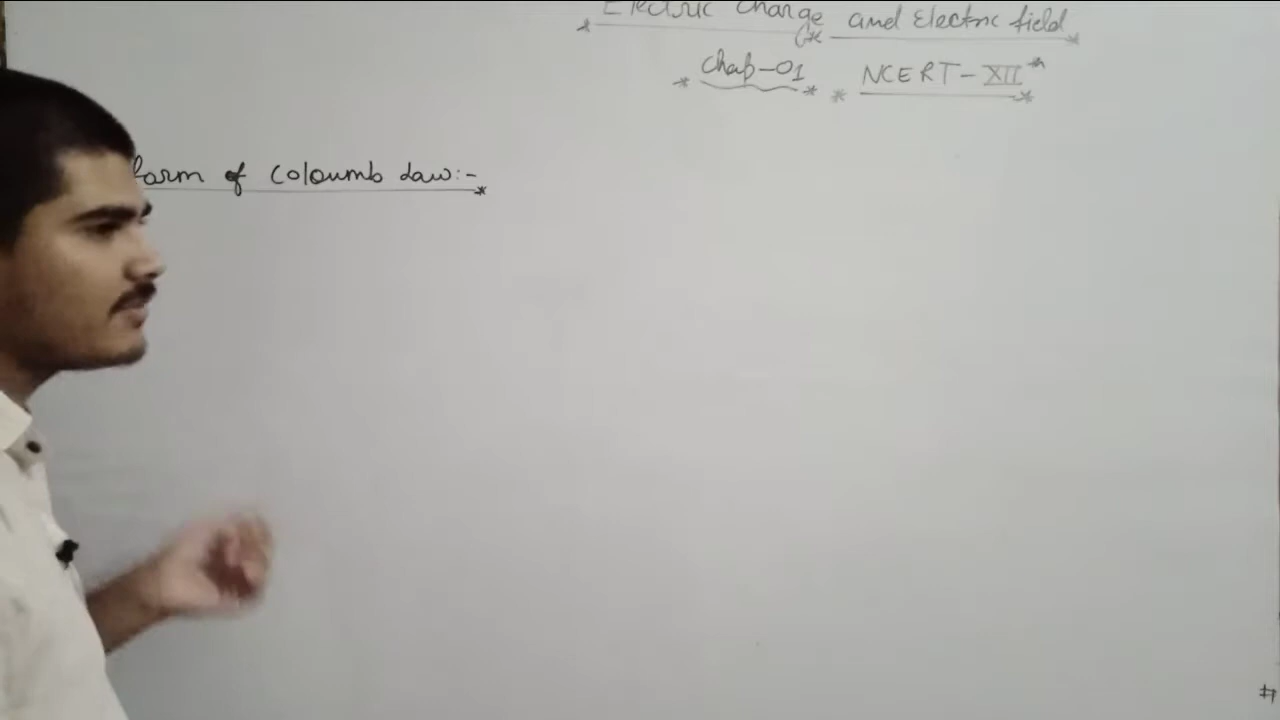 Electric Charge and Electric field
Chap-01 NCERT-XII
form of Coloumb Law:-
#